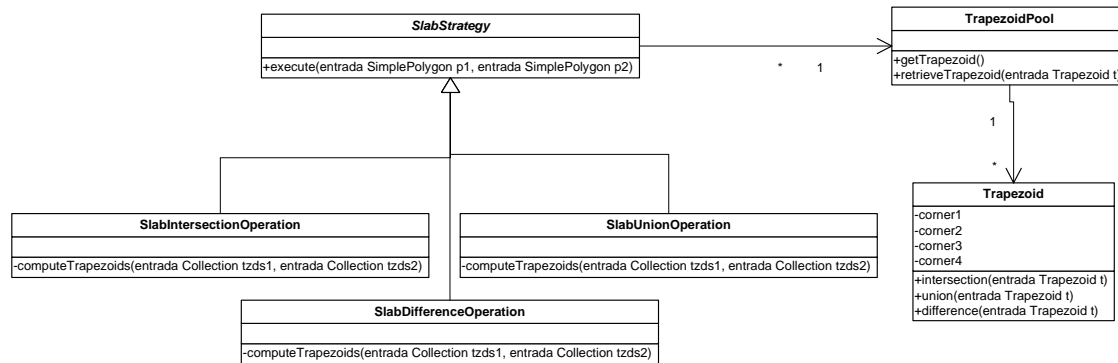 SlabStrategy
+execute(entrada SimplePolygon p1, entrada SimplePolygon p2)
TrapezoidPool
+getTrapezoid()
+retrieveTrapezoid(entrada Trapezoid t)
*
1
1
*
SlabIntersectionOperation
-computeTrapezoids(entrada Collection tzds1, entrada Collection tzds2)
SlabUnionOperation
-computeTrapezoids(entrada Collection tzds1, entrada Collection tzds2)
Trapezoid
-corner1
-corner2
-corner3
-corner4
+intersection(entrada Trapezoid t)
+union(entrada Trapezoid t)
+difference(entrada Trapezoid t)
SlabDifferenceOperation
-computeTrapezoids(entrada Collection tzds1, entrada Collection tzds2)